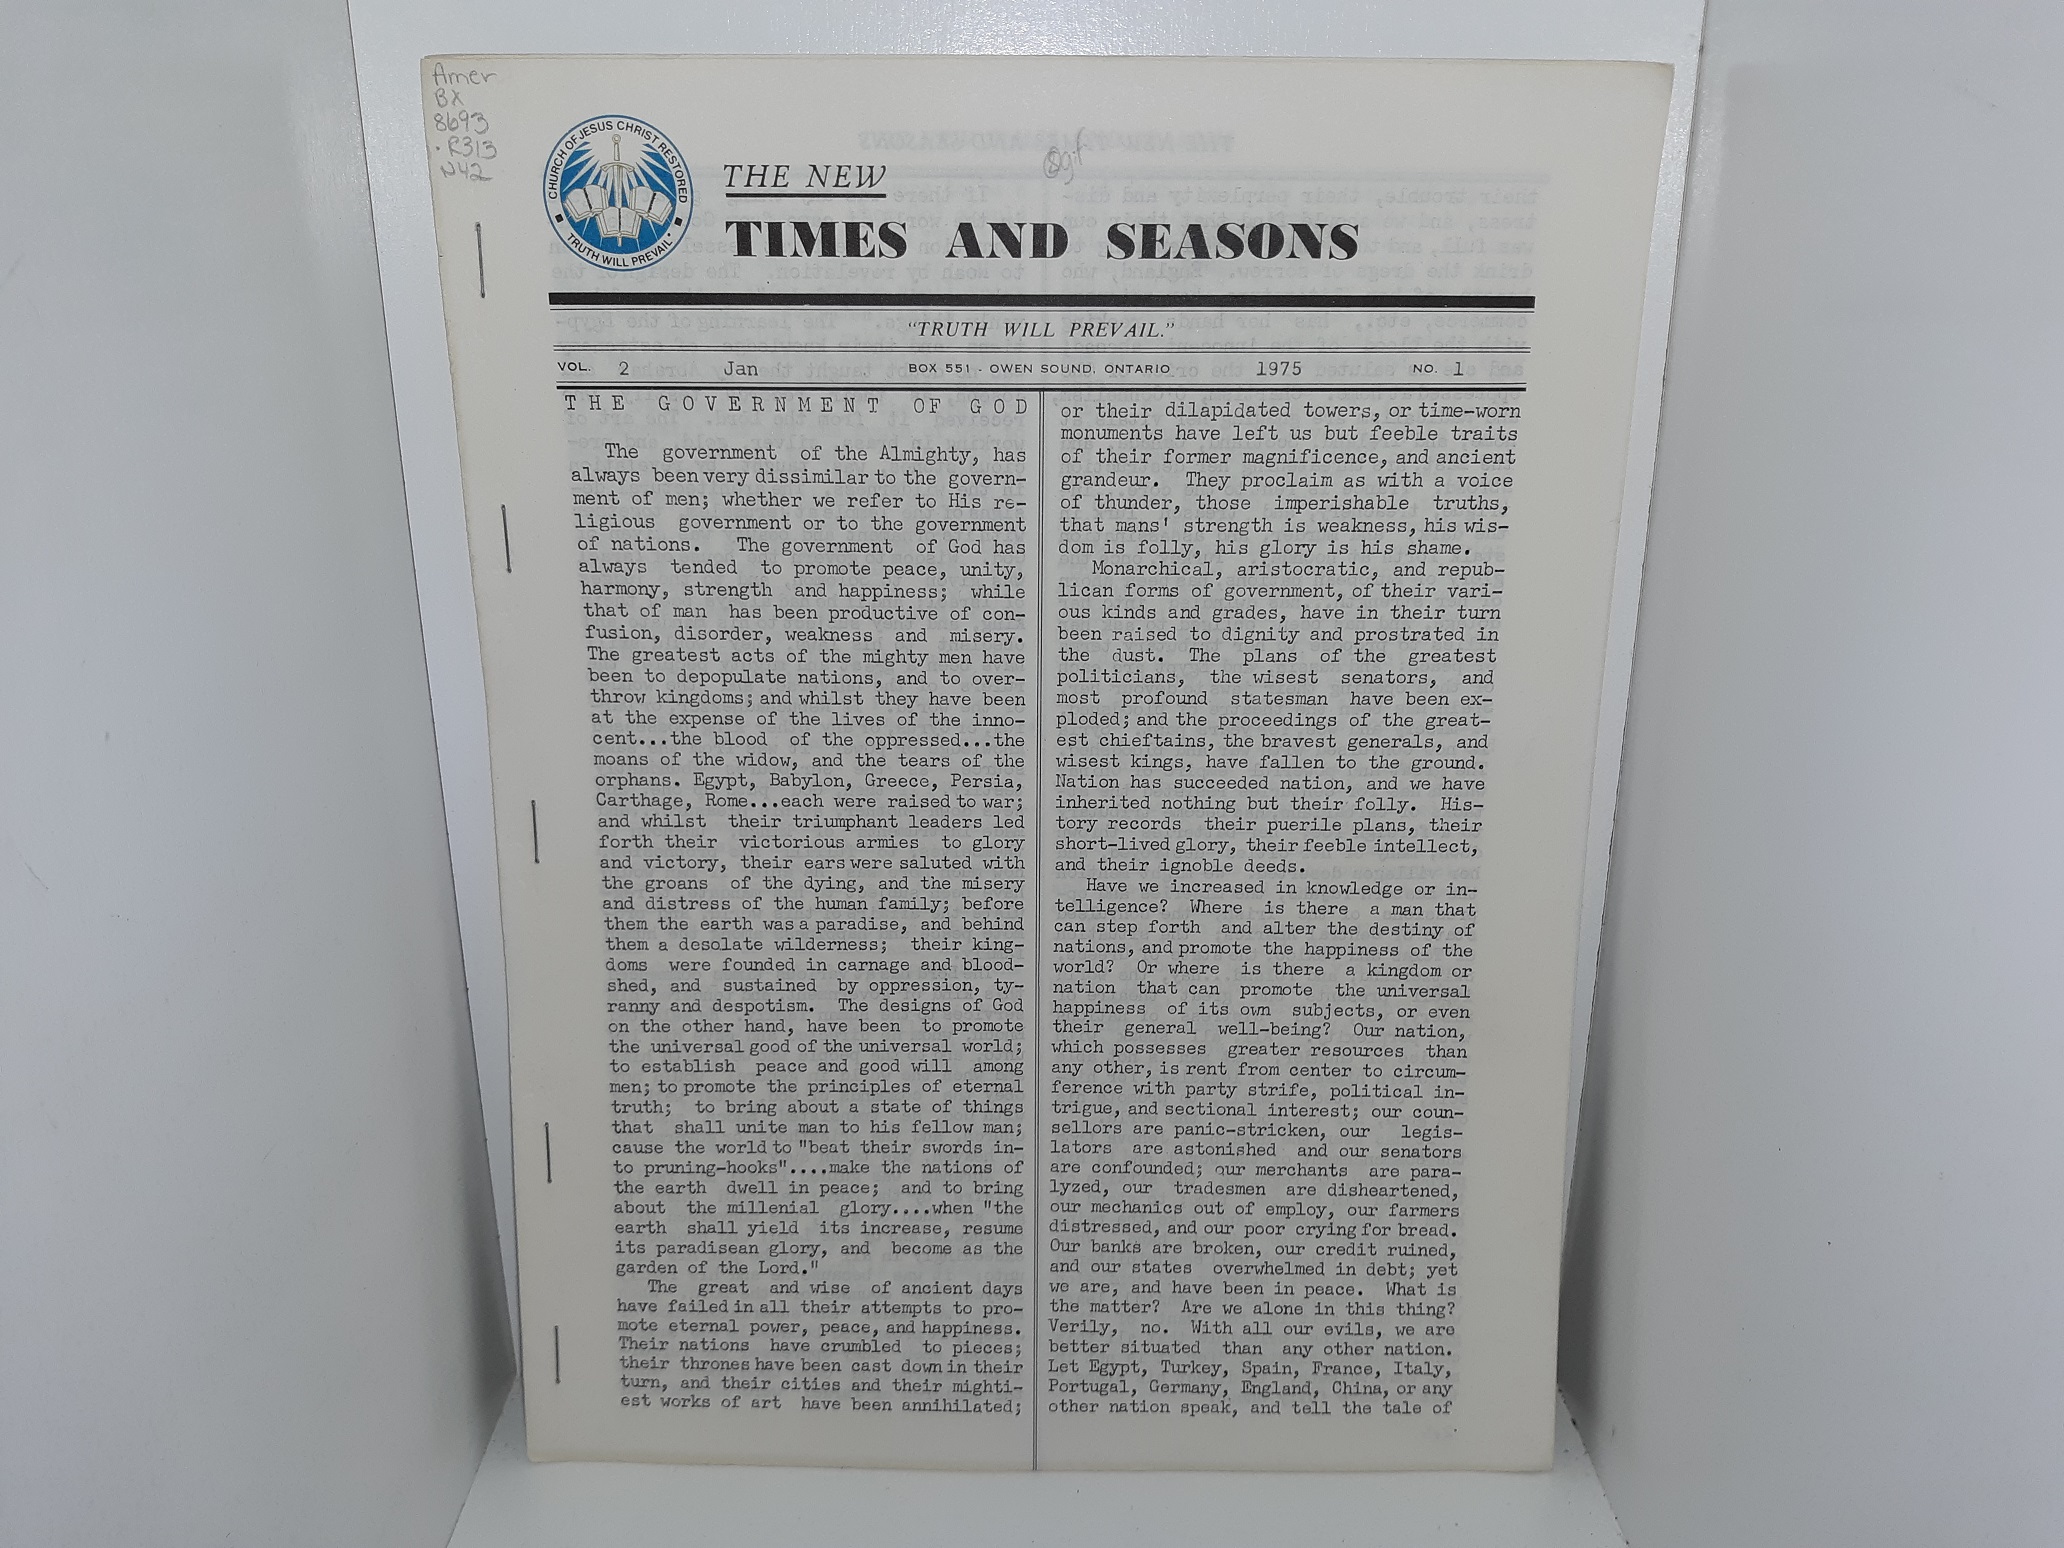 Amer
BX
8693
.R313
N42
CHURCH OF JESUS CHRIST RESTORED
TRUTH WILL PREVAIL
THE NEW
TIMES AND SEASONS
"TRUTH WILL PREVAIL."
VOL. 2 Jan BOX 551 - OWEN SOUND, ONTARIO 1975 NO. 1
THE GOVERNMENT OF GOD
The government of the Almighty, has
always been very dissimilar to the govern-
ment of men; whether we refer to His re-
ligious government or to the government
of nations. The government of God has
always tended to promote peace, unity,
harmony, strength and happiness; while
that of man has been productive of con-
fusion, disorder, weakness and misery.
The greatest acts of the mighty men have
been to depopulate nations, and to over-
throw kingdoms; and whilst they have been
at the expense of the lives of the inno-
cent...the blood of the oppressed...the
moans of the widow, and the tears of the
orphans. Egypt, Babylon, Greece, Persia,
Carthage, Rome...each were raised to war;
and whilst their triumphant leaders led
forth their victorious armies to glory
and victory, their ears were saluted with
the groans of the dying, and the misery
and distress of the human family; before
them the earth was a paradise, and behind
them a desolate wilderness; their king-
doms were founded in carnage and blood-
shed, and sustained by oppression, ty-
ranny and despotism. The designs of God
on the other hand, have been to promote
the universal good of the universal world;
to establish peace and good will among
men; to promote the principles of eternal
truth; to bring about a state of things
that shall unite man to his fellow man;
cause the world to "beat their swords in-
to pruning-hooks"....make the nations of
the earth dwell in peace; and to bring
about the millenial glory....when "the
earth shall yield its increase, resume
its paradisean glory, and become as the
garden of the Lord."
The great and wise of ancient days
have failed in all their attempts to pro-
mote eternal power, peace, and happiness.
Their nations have crumbled to pieces;
their thrones have been cast down in their
turn, and their cities and their mighti-
est works of art have been annihilated;
or their dilapidated towers, or time-worn
monuments have left us but feeble traits
of their former magnificence, and ancient
grandeur. They proclaim as with a voice
of thunder, those imperishable truths,
that mans' strength is weakness, his wis-
dom is folly, his glory is his shame.
Monarchical, aristocratic, and repub-
lican forms of government, of their vari-
ous kinds and grades, have in their turn
been raised to dignity and prostrated in
the dust. The plans of the greatest
politicians, the wisest senators, and
most profound statesman have been ex-
ploded; and the proceedings of the great-
est chieftains, the bravest generals, and
wisest kings, have fallen to the ground.
Nation has succeeded nation, and we have
inherited nothing but their folly. His-
tory records their puerile plans, their
short-lived glory, their feeble intellect,
and their ignoble deeds.
Have we increased in knowledge or in-
telligence? Where is there a man that
can step forth and alter the destiny of
nations, and promote the happiness of the
world? Or where is there a kingdom or
nation that can promote the universal
happiness of its own subjects, or even
their general well-being? Our nation,
which possesses greater resources than
any other, is rent from center to circum-
ference with party strife, political in-
trigue, and sectional interest; our coun-
sellors are panic-stricken, our legis-
lators are astonished and our senators
are confounded; our merchants are para-
lyzed, our tradesmen are disheartened,
our mechanics out of employ, our farmers
distressed, and our poor crying for bread.
Our banks are broken, our credit ruined,
and our states overwhelmed in debt; yet
we are, and have been in peace. What is
the matter? Are we alone in this thing?
Verily, no. With all our evils, we are
better situated than any other nation.
Let Egypt, Turkey, Spain, France, Italy,
Portugal, Germany, England, China, or any
other nation speak, and tell the tale of